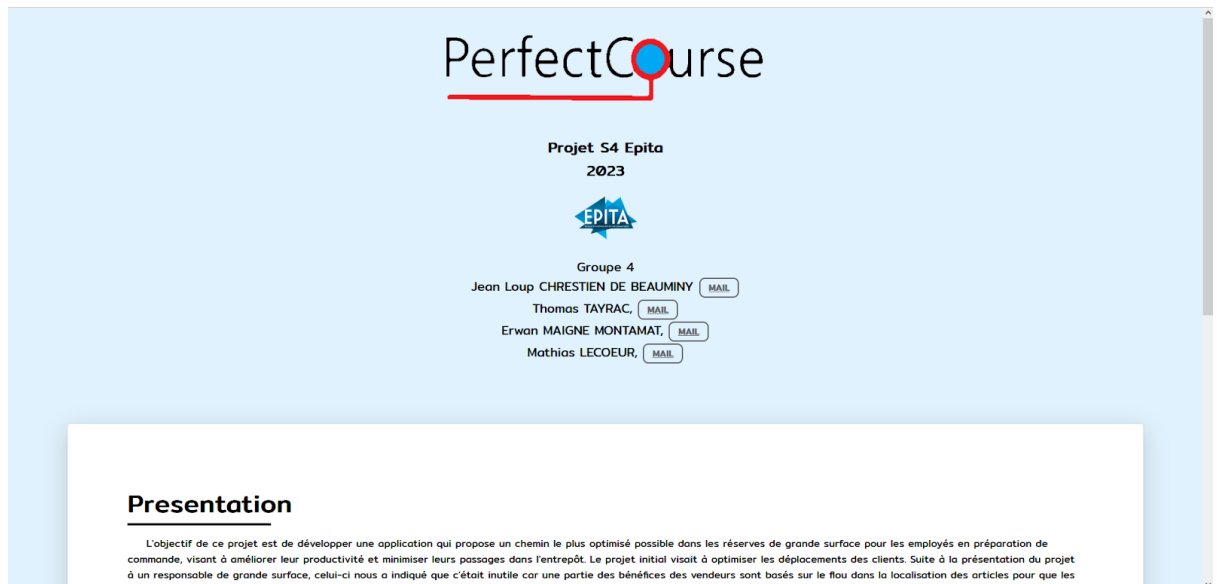 PerfectCourse
Projet S4 Epita
2023
EPITA
Groupe 4
Jean Loup CHRESTIEN DE BEAUMINY MAIL
Thomas TAYRAC, MAIL
Erwan MAIGNE MONTAMAT, MAIL
Mathias LECOEUR, MAIL
Presentation
L'objectif de ce projet est de développer une application qui propose un chemin le plus optimisé possible dans les réserves de grande surface pour les employés en préparation de
commande, visant à améliorer leur productivité et minimiser leurs passages dans l'entrepôt. Le projet initial visait à optimiser les déplacements des clients. Suite à la présentation du projet
à un responsable de grande surface, celui-ci nous a indiqué que c'était inutile car une partie des bénéfices des vendeurs sont basés sur le flou dans la localisation des articles pour que les